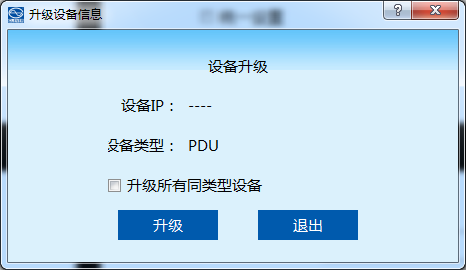 升级设备信息
设备升级
设备IP： ----
设备类型： PDU
升级所有同类型设备
升级 退出